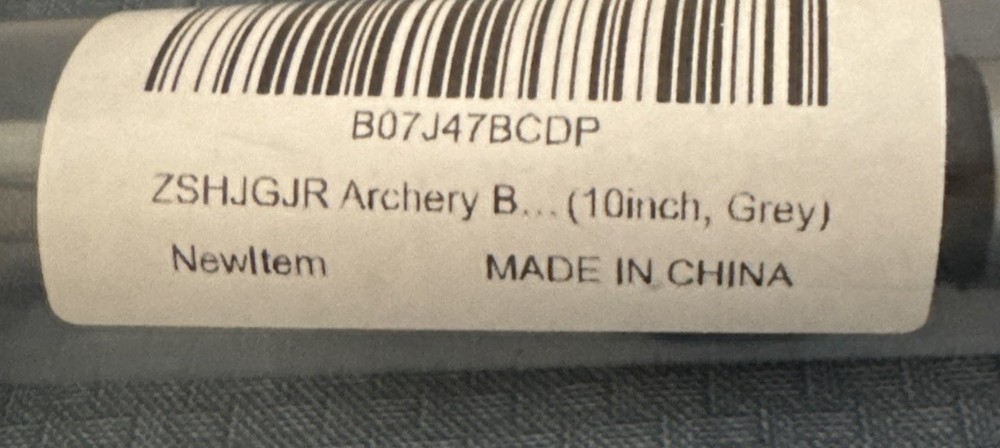 B07J47BCDP
ZSHJGJR Archery B...(10inch, Grey)
NewItem MADE IN CHINA